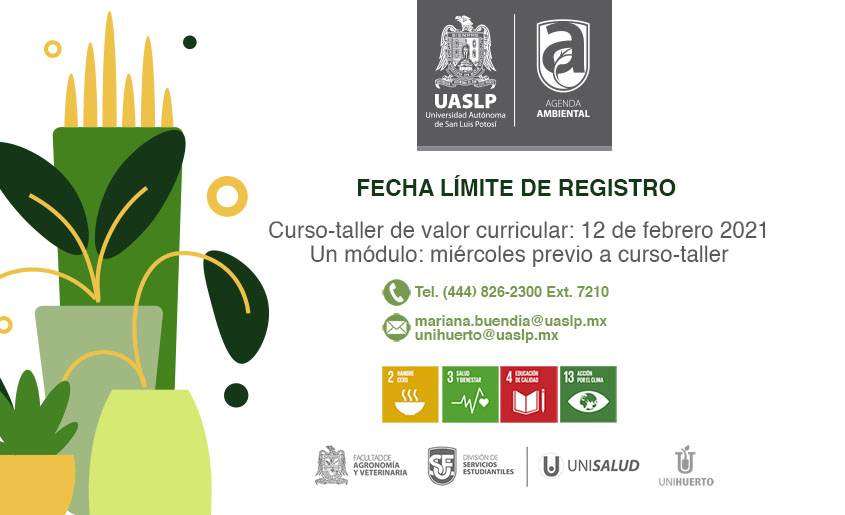 SIEMPRE
UASLP
Universidad Autónoma
de San Luis Potosí
AGENDA
AMBIENTAL
FECHA LÍMITE DE REGISTRO
Curso-taller de valor curricular: 12 de febrero 2021
Un módulo: miércoles previo a curso-taller
Tel. (444) 826-2300 Ext. 7210
mariana.buendia@uaslp.mx
unihuerto@uaslp.mx
2 HAMBRE
CERO
3 SALUD
Y BIENESTAR
4 EDUCACIÓN
DE CALIDAD
13 ACCIÓN
POR EL CLIMA
FACULTAD DE
AGRONOMÍA
Y VETERINARIA
DIVISIÓN DE
SERVICIOS
ESTUDIANTILES
UNISALUD
UNIHUERTO